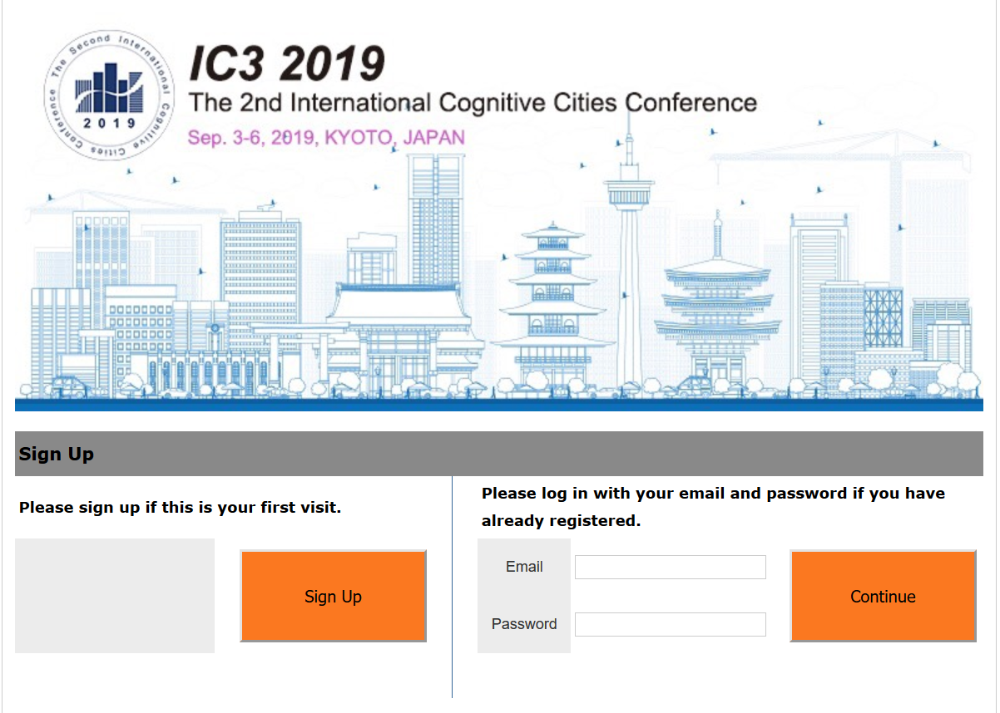 The Second International Cognitive Cities Conference
2019
IC3 2019
The 2nd International Cognitive Cities Conference
Sep. 3-6, 2019, KYOTO, JAPAN
Sign Up
Please sign up if this is your first visit.
Sign Up
Please log in with your email and password if you have
already registered.
Email
Password
Continue